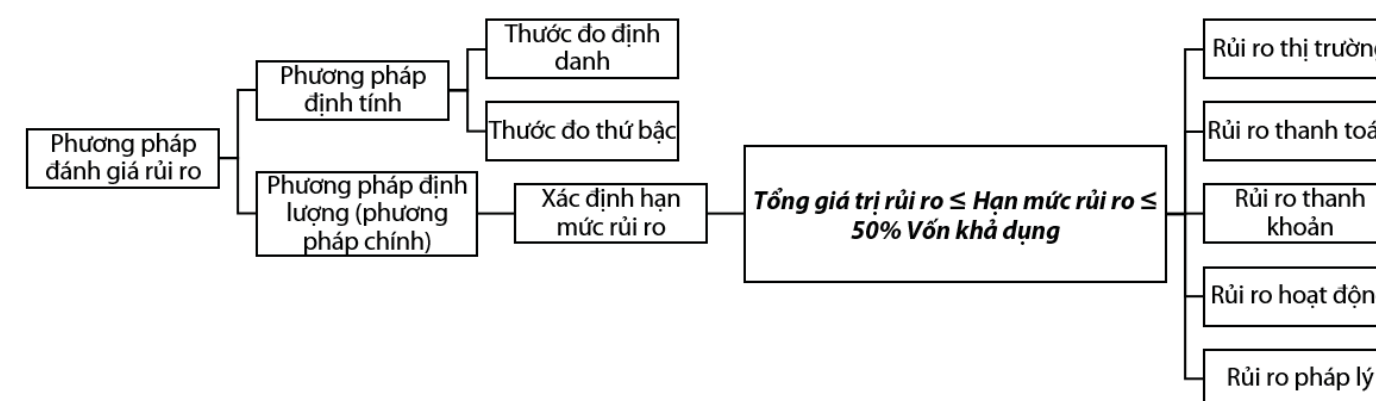 Phương pháp
đánh giá rủi ro
Phương pháp
định tính
Thước đo định
danh
Thước đo thứ bậc
Phương pháp định
lượng (phương
pháp chính)
Xác định hạn
mức rủi ro
Tổng giá trị rủi ro ≤ Hạn mức rủi ro ≤
50% Vốn khả dụng
Rủi ro thị trường
Rủi ro thanh
Rủi ro thanh
khoản
Rủi ro hoạt
Rủi ro pháp lý